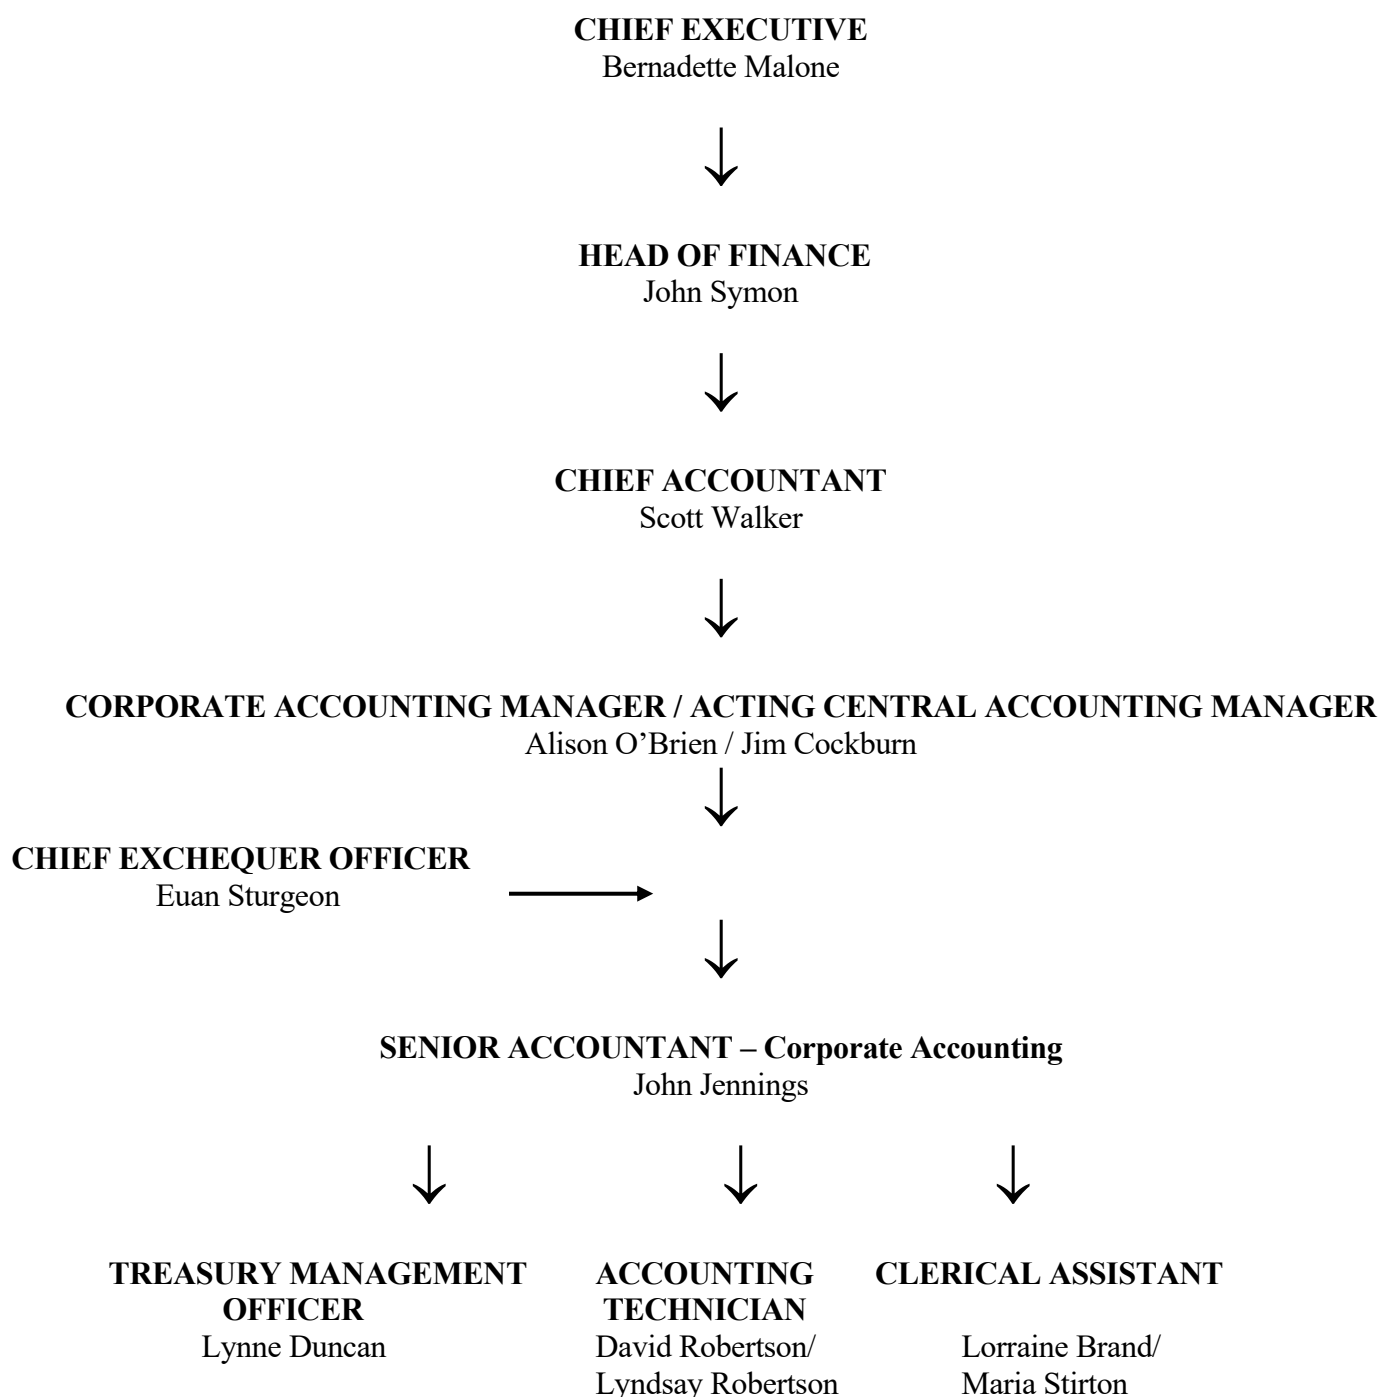 CHIEF EXECUTIVE
Bernadette Malone
HEAD OF FINANCE
John Symon
CHIEF ACCOUNTANT
Scott Walker
CORPORATE ACCOUNTING MANAGER / ACTING CENTRAL ACCOUNTING MANAGER
Alison O’Brien / Jim Cockburn
CHIEF EXCHEQUER OFFICER
Euan Sturgeon
SENIOR ACCOUNTANT – Corporate Accounting
John Jennings
TREASURY MANAGEMENT
OFFICER
Lynne Duncan
ACCOUNTING
TECHNICIAN
David Robertson/
Lyndsay Robertson
CLERICAL ASSISTANT
Lorraine Brand/
Maria Stirton